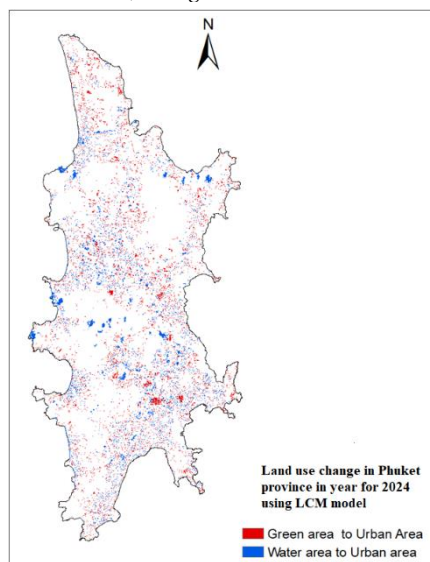 N
Land use change in Phuket
province in year for 2024
using LCM model
Green area to Urban Area
Water area to Urban area